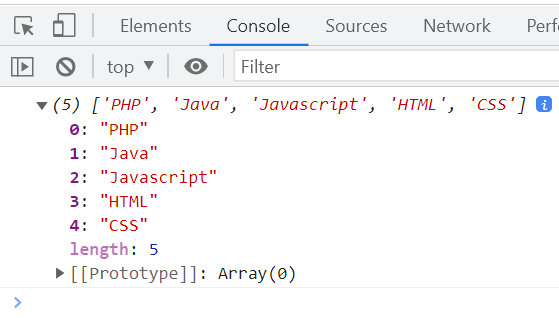 Elements Console Sources Network Per
top ▼ Filter
▼ (5) ['PHP', 'Java', 'Javascript', 'HTML', 'CSS'] i
0: "PHP"
1: "Java"
2: "Javascript"
3: "HTML"
4: "CSS"
length: 5
▶ [[Prototype]]: Array(0)
>